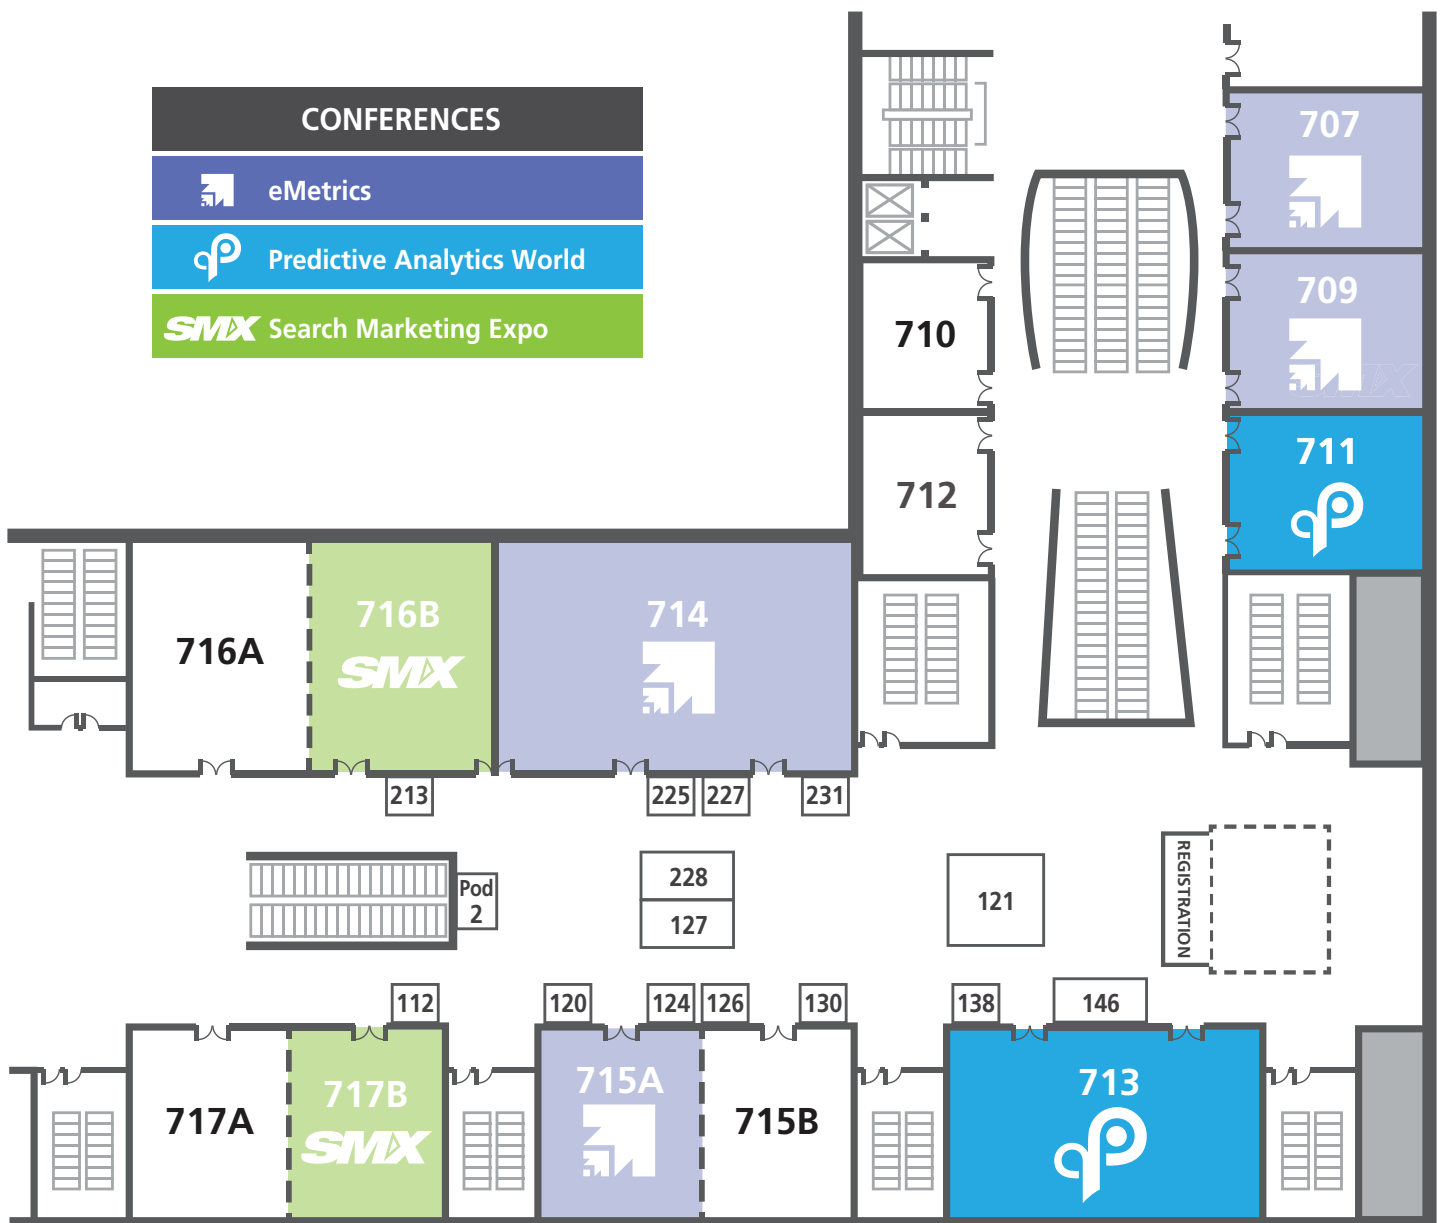 CONFERENCES
eMetrics
Predictive Analytics World
SMX Search Marketing Expo
707
709
SMX
710
711
712
716A
716B
SMX
714
213
225
227
231
Pod
2
228
127
121
REGISTRATION
112
120
124
126
130
138
146
717A
717B
SMX
715A
715B
713